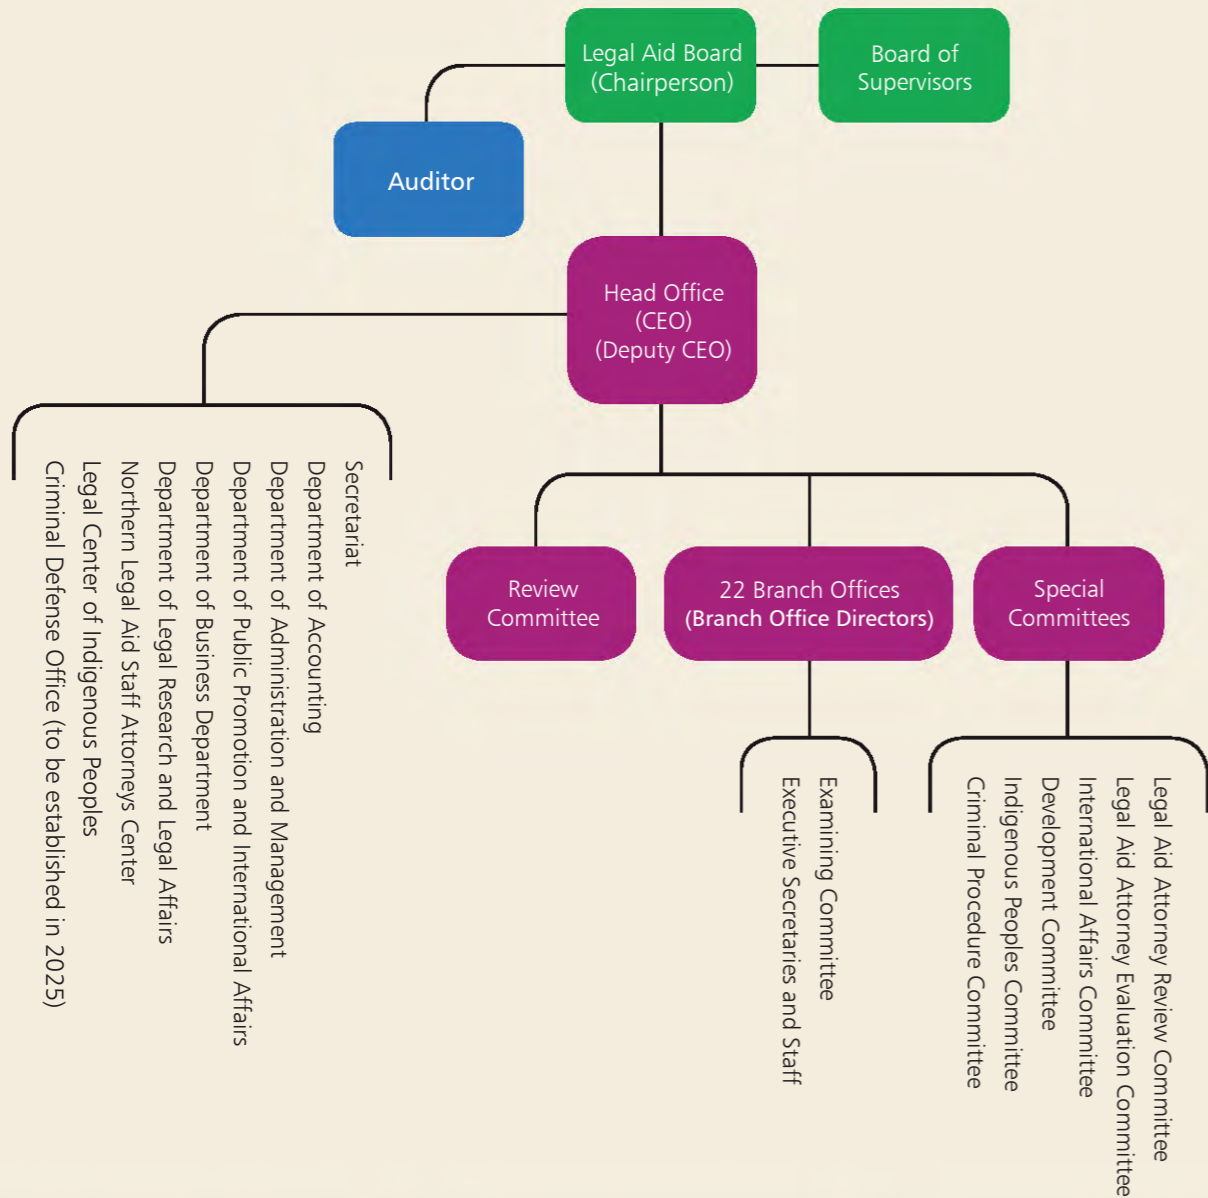 Legal Aid Board
(Chairperson)
Board of
Supervisors
Auditor
Head Office
(CEO)
(Deputy CEO)
Secretariat
Department of Accounting
Department of Administration and Management
Department of Public Promotion and International Affairs
Department of Business Department
Department of Legal Research and Legal Affairs
Northern Legal Aid Staff Attorneys Center
Legal Center of Indigenous Peoples
Criminal Defense Office (to be established in 2025)
Review
Committee
22 Branch Offices
(Branch Office Directors)
Special
Committees
Examining Committee
Executive Secretaries and Staff
Legal Aid Attorney Review Committee
Legal Aid Attorney Evaluation Committee
International Affairs Committee
Development Committee
Indigenous Peoples Committee
Criminal Procedure Committee